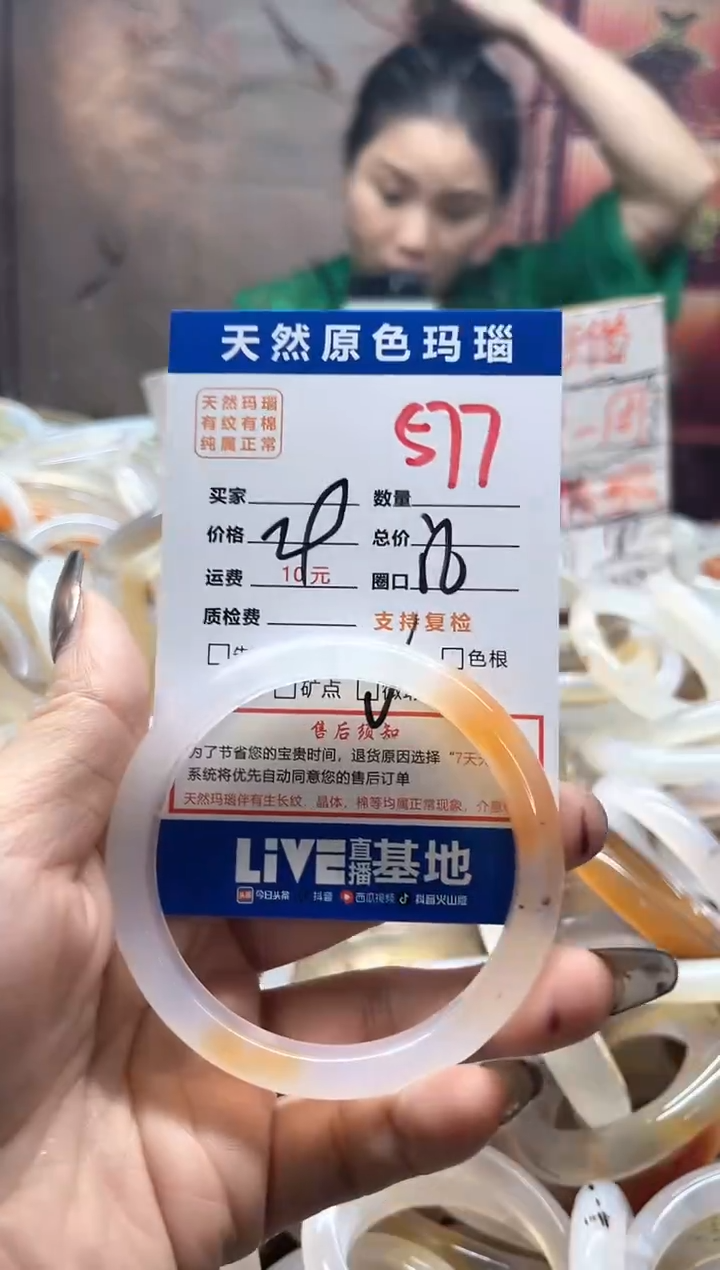 天然原色玛瑙
天然玛瑙
有纹有棉
纯属正常
577
买家 数量
价格 总价
运费 10元 圈口
质检费 支持复检
色根
矿点
售后须知
为了节省您的宝贵时间，退货原因选择 "7天
系统将优先自动同意您的售后订单
天然玛瑙伴有生长纹、晶体、棉等均属正常现象，介意
LiVE直播基地
头条 今日头条 抖音 西瓜视频 抖音火山版